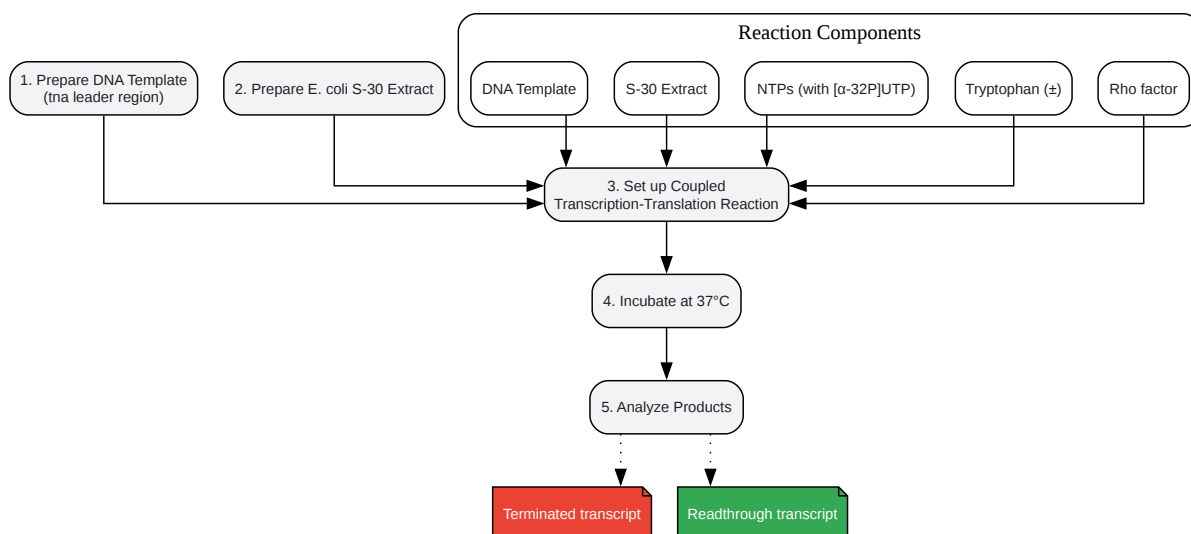 Reaction Components
1. Prepare DNA Template
(tna leader region)
2. Prepare E. coli S-30 Extract
DNA Template
S-30 Extract
NTPs (with [α-32P]UTP)
Tryptophan (±)
Rho factor
3. Set up Coupled
Transcription-Translation Reaction
4. Incubate at 37°C
5. Analyze Products
Terminated transcript
Readthrough transcript